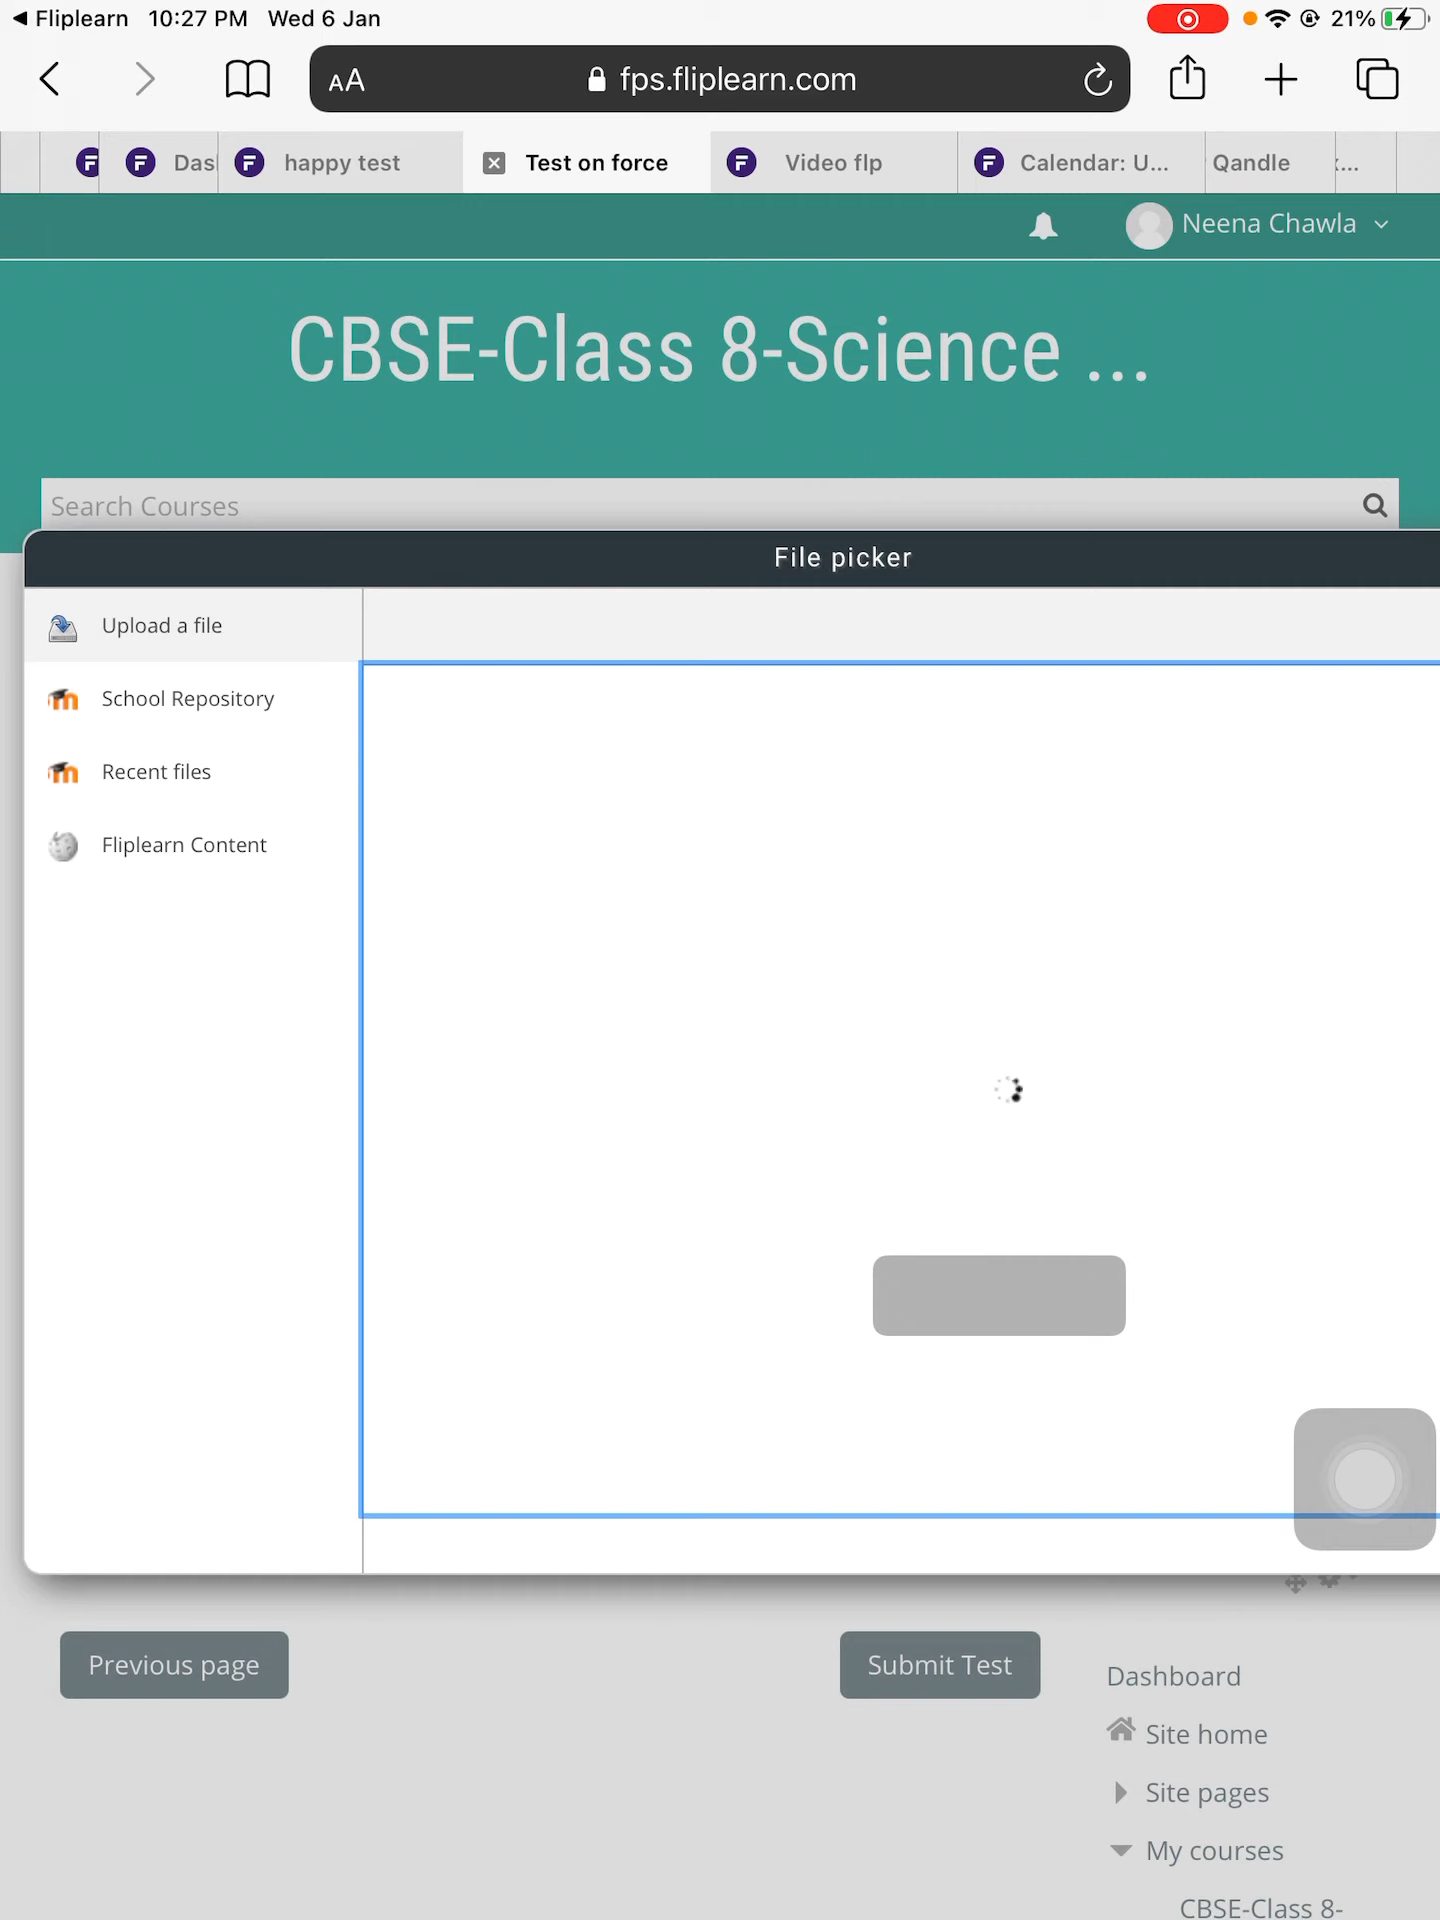 Fliplearn 10:27 PM Wed 6 Jan 21%
AA fps.fliplearn.com
Das happy test Test on force Video flp Calendar: U... Qandle ...
Neena Chawla
CBSE-Class 8-Science ...
Search Courses
File picker
Upload a file
School Repository
Recent files
Fliplearn Content
Previous page Submit Test
Dashboard
Site home
Site pages
My courses
CBSE-Class 8-